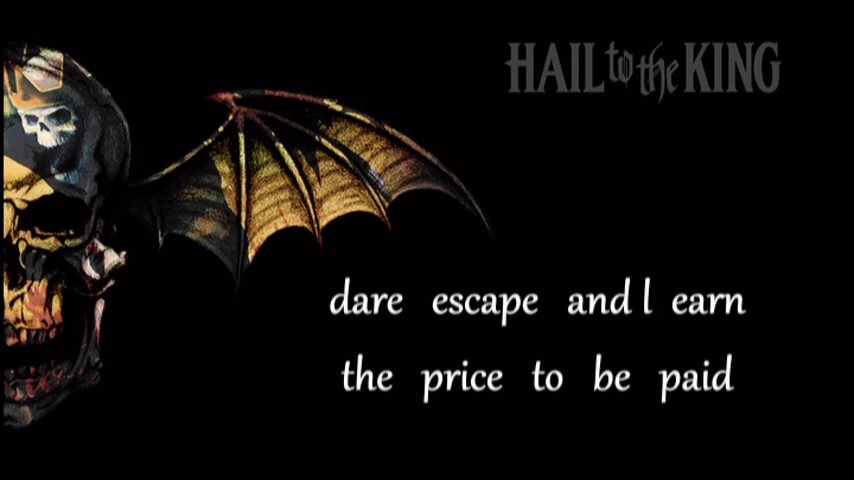 HAIL to the KING
dare escape and l earn
the price to be paid